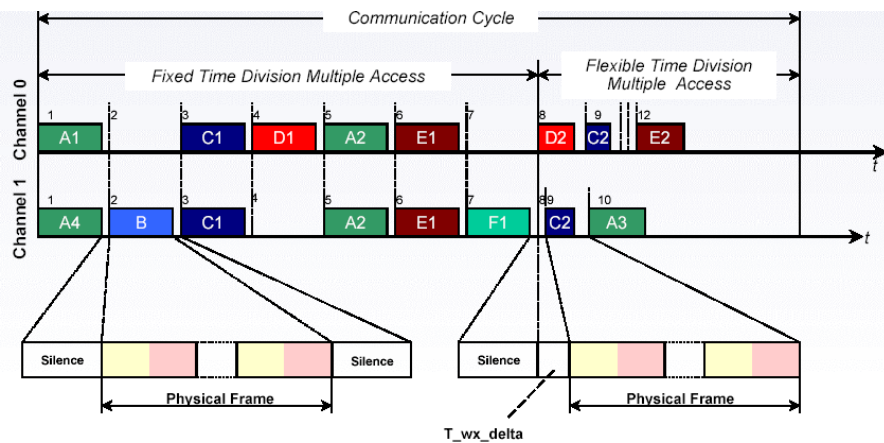 Communication Cycle
Fixed Time Division Multiple Access
Flexible Time Division
Multiple Access
Channel 0
1 2 3 4 5 6 7 8 9 12
A1 C1 D1 A2 E1 D2 C2 E2
t
Channel 1
1 2 3 4 5 6 7 8 9 10
A4 B C1 A2 E1 F1 C2 A3
t
Silence Silence Silence
Physical Frame Physical Frame
T_wx_delta